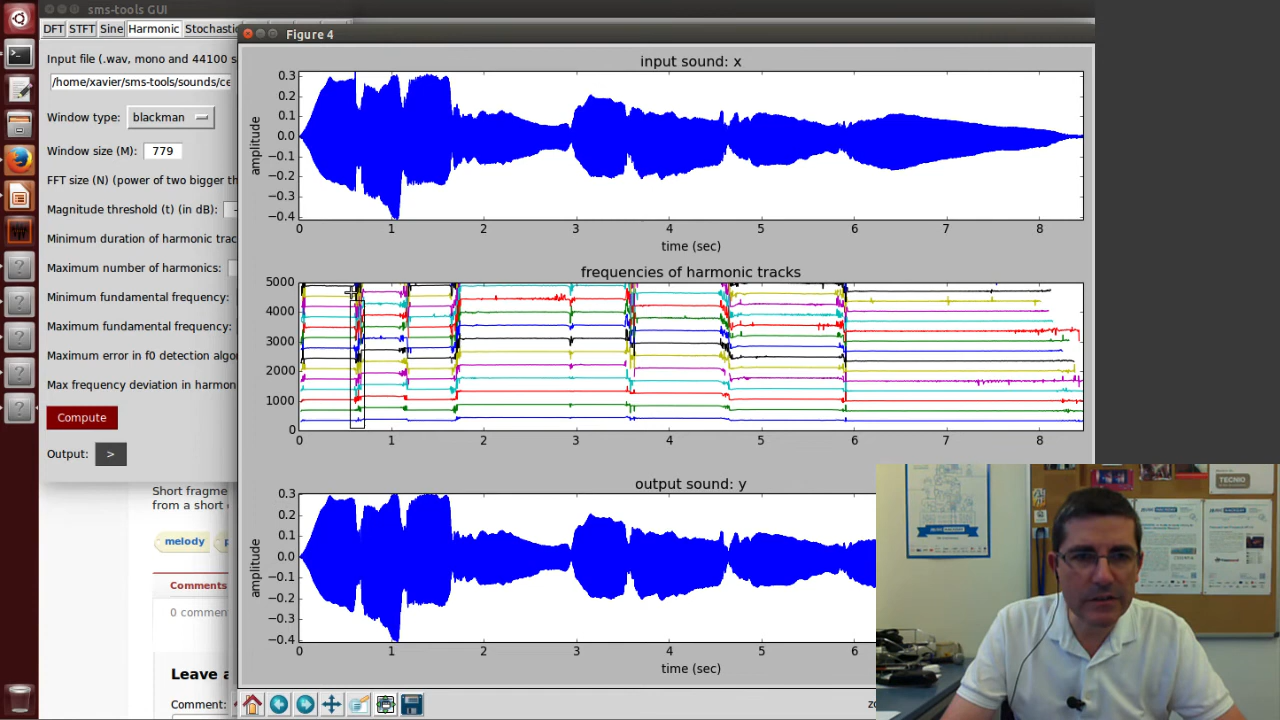 sms-tools GUI
DFT STFT Sine Harmonic Stochastic
Figure 4
Input file (.wav, mono and 44100 s
/home/xavier/sms-tools/sounds/ce
Window type: blackman
Window size (M): 779
FFT size (N) (power of two bigger th
Magnitude threshold (t) (in dB): -
Minimum duration of harmonic trac
Maximum number of harmonics:
Minimum fundamental frequency:
Maximum fundamental frequency:
Maximum error in f0 detection algo
Max frequency deviation in harmon
Compute
Output: >
input sound: x
amplitude
0.3
0.2
0.1
0.0
−0.1
−0.2
−0.3
−0.4
0 1 2 3 4 5 6 7 8
time (sec)
frequencies of harmonic tracks
5000
4000
3000
2000
1000
0
0 1 2 3 4 5 6 7 8
output sound: y
amplitude
0.3
0.2
0.1
0.0
−0.1
−0.2
−0.3
−0.4
0 1 2 3 4 5 6
time (sec)
Short fragme
from a short
melody p
Comments
0 commen
Leave a
Comment:
TECNIO